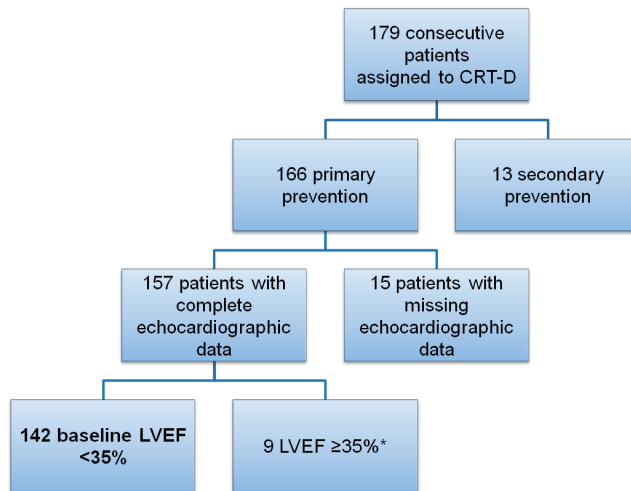 179 consecutive
patients
assigned to CRT-D
166 primary
prevention
13 secondary
prevention
157 patients with
complete
echocardiographic
data
15 patients with
missing
echocardiographic
data
142 baseline LVEF
<35%
9 LVEF ≥35%*